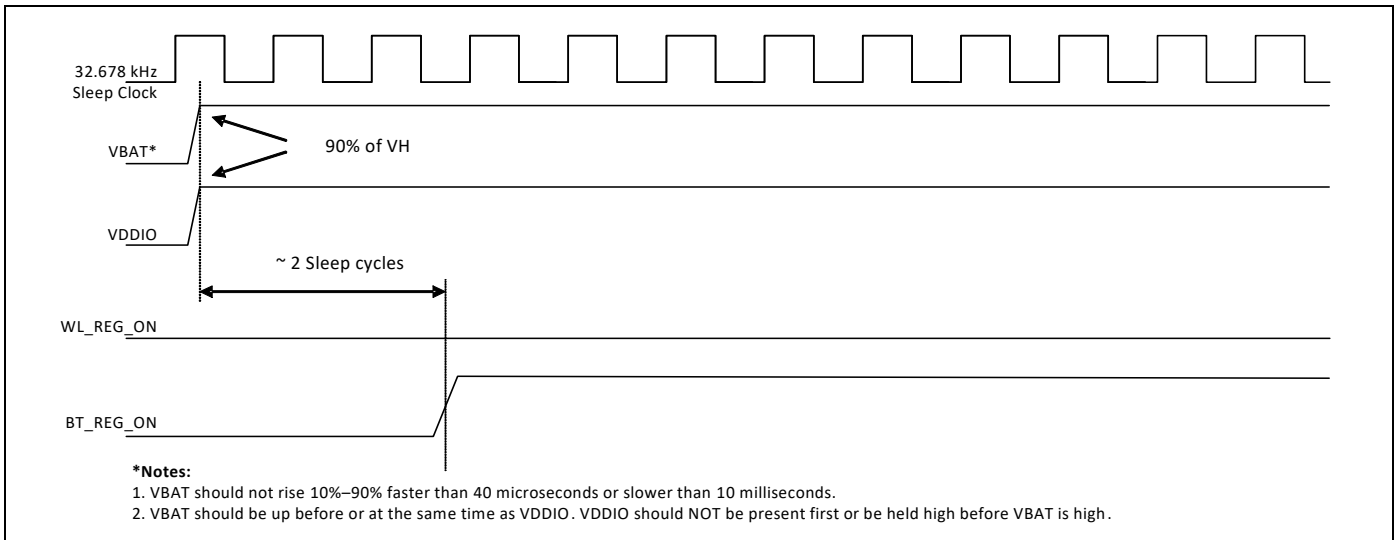 32.678 kHz
Sleep Clock
VBAT*
90% of VH
VDDIO
~ 2 Sleep cycles
WL_REG_ON
BT_REG_ON
*Notes:
1. VBAT should not rise 10%–90% faster than 40 microseconds or slower than 10 milliseconds.
2. VBAT should be up before or at the same time as VDDIO. VDDIO should NOT be present first or be held high before VBAT is high.